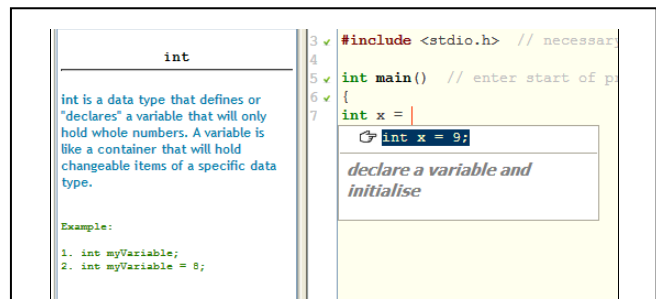 int
int is a data type that defines or
"declares" a variable that will only
hold whole numbers. A variable is
like a container that will hold
changeable items of a specific data
type.
Example:
1. int myVariable;
2. int myVariable = 8;
3 #include <stdio.h> // necessary
4
5 int main() // enter start of
6 {
7 int x =
int x = 9;
declare a variable and
initialise